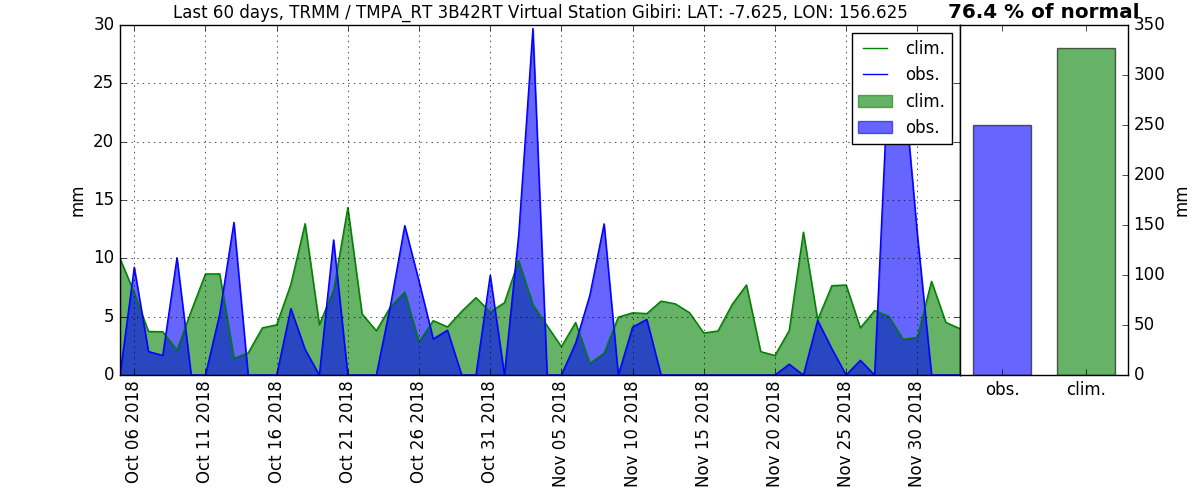 Last 60 days, TRMM / TMPA_RT 3B42RT Virtual Station Gibiri: LAT: -7.625, LON: 156.625
76.4 % of normal
30
25
20
15
10
5
0
mm
clim.
obs.
clim.
obs.
350
300
250
200
150
100
50
0
mm
obs.
clim.
Oct 06 2018
Oct 11 2018
Oct 16 2018
Oct 21 2018
Oct 26 2018
Oct 31 2018
Nov 05 2018
Nov 10 2018
Nov 15 2018
Nov 20 2018
Nov 25 2018
Nov 30 2018